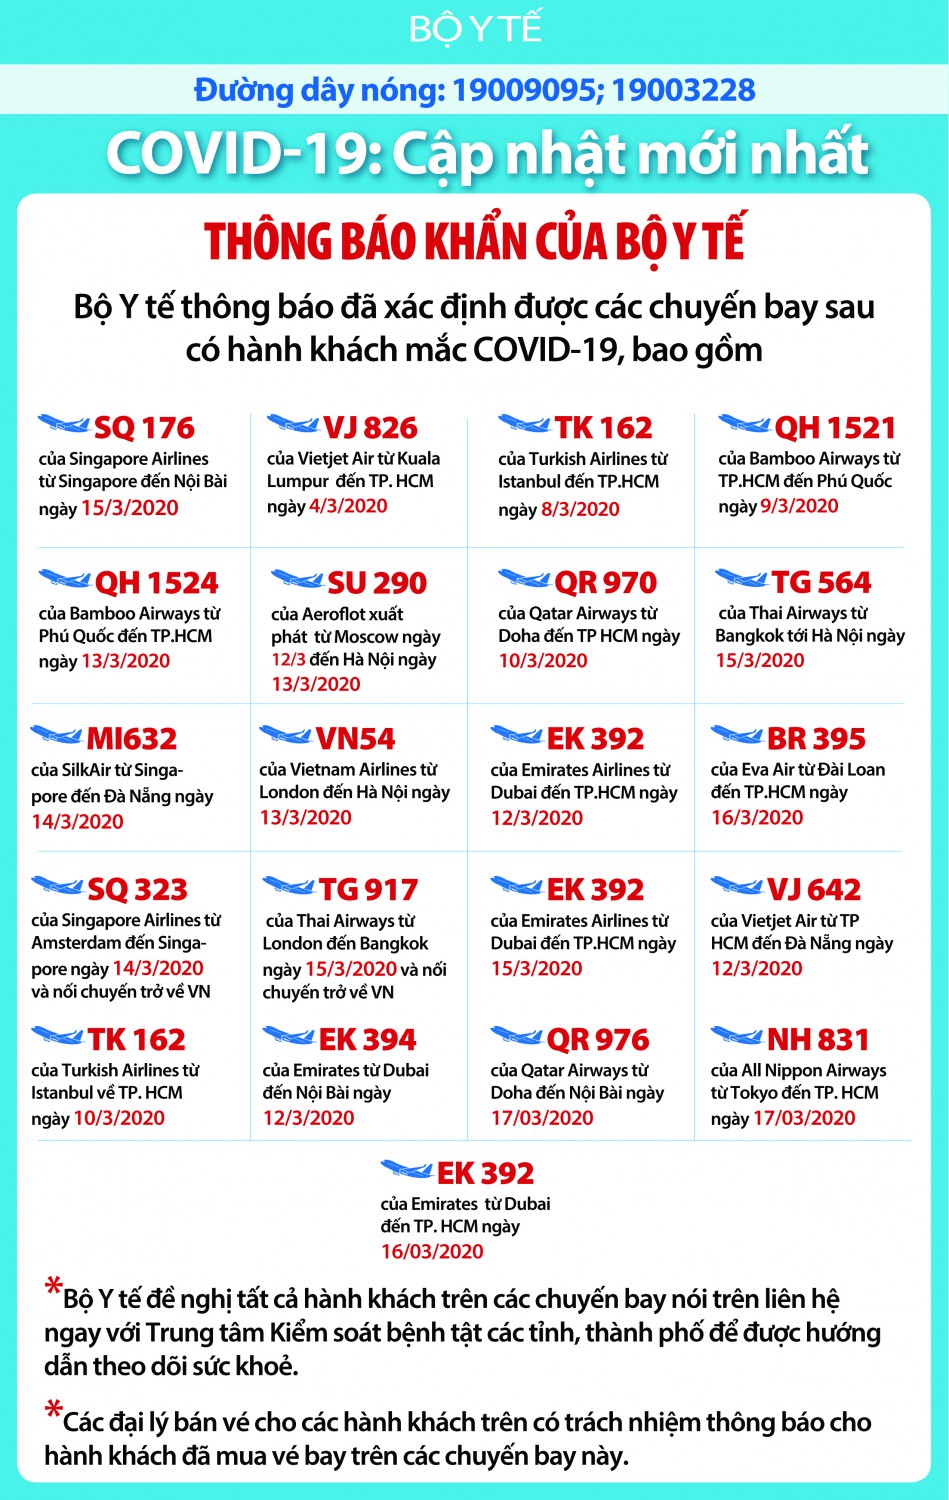 BỘ Y TẾ
Đường dây nóng: 19009095; 19003228
COVID-19: Cập nhật mới nhất
THÔNG BÁO KHẨN CỦA BỘ Y TẾ
Bộ Y tế thông báo đã xác định được các chuyến bay sau
có hành khách mắc COVID-19, bao gồm
SQ 176
của Singapore Airlines
từ Singapore đến Nội Bài
ngày 15/3/2020
VJ 826
của Vietjet Air từ Kuala
Lumpur đến TP. HCM
ngày 4/3/2020
TK 162
của Turkish Airlines từ
Istanbul đến TP.HCM
ngày 8/3/2020
QH 1521
của Bamboo Airways từ
TP.HCM đến Phú Quốc
ngày 9/3/2020
QH 1524
của Bamboo Airways từ
Phú Quốc đến TP.HCM
ngày 13/3/2020
SU 290
của Aeroflot xuất
phát từ Moscow ngày
12/3 đến Hà Nội ngày
13/3/2020
QR 970
của Qatar Airways từ
Doha đến TP HCM ngày
10/3/2020
TG 564
của Thai Airways từ
Bangkok tới Hà Nội ngày
15/3/2020
MI632
của SilkAir từ Singa-
pore đến Đà Nẵng ngày
14/3/2020
VN54
của Vietnam Airlines từ
London đến Hà Nội ngày
13/3/2020
EK 392
của Emirates Airlines từ
Dubai đến TP.HCM ngày
12/3/2020
BR 395
của Eva Air từ Đài Loan
đến TP.HCM ngày
16/3/2020
SQ 323
của Singapore Airlines từ
Amsterdam đến Singa-
pore ngày 14/3/2020
và nối chuyến trở về VN
TG 917
của Thai Airways từ
London đến Bangkok
ngày 15/3/2020 và nối
chuyến trở về VN
EK 392
của Emirates Airlines từ
Dubai đến TP.HCM ngày
15/3/2020
VJ 642
của Vietjet Air từ TP
HCM đến Đà Nẵng ngày
12/3/2020
TK 162
của Turkish Airlines từ
Istanbul về TP. HCM
ngày 10/3/2020
EK 394
của Emirates từ Dubai
đến Nội Bài ngày
12/3/2020
QR 976
của Qatar Airways từ
Doha đến Nội Bài ngày
17/03/2020
NH 831
của All Nippon Airways
từ Tokyo đến TP. HCM
ngày 17/03/2020
EK 392
của Emirates từ Dubai
đến TP. HCM ngày
16/03/2020
*Bộ Y tế đề nghị tất cả hành khách trên các chuyến bay nói trên liên hệ
ngay với Trung tâm Kiểm soát bệnh tật các tỉnh, thành phố để được hướng
dẫn theo dõi sức khoẻ.
*Các đại lý bán vé cho các hành khách trên có trách nhiệm thông báo cho
hành khách đã mua vé bay trên các chuyến bay này.